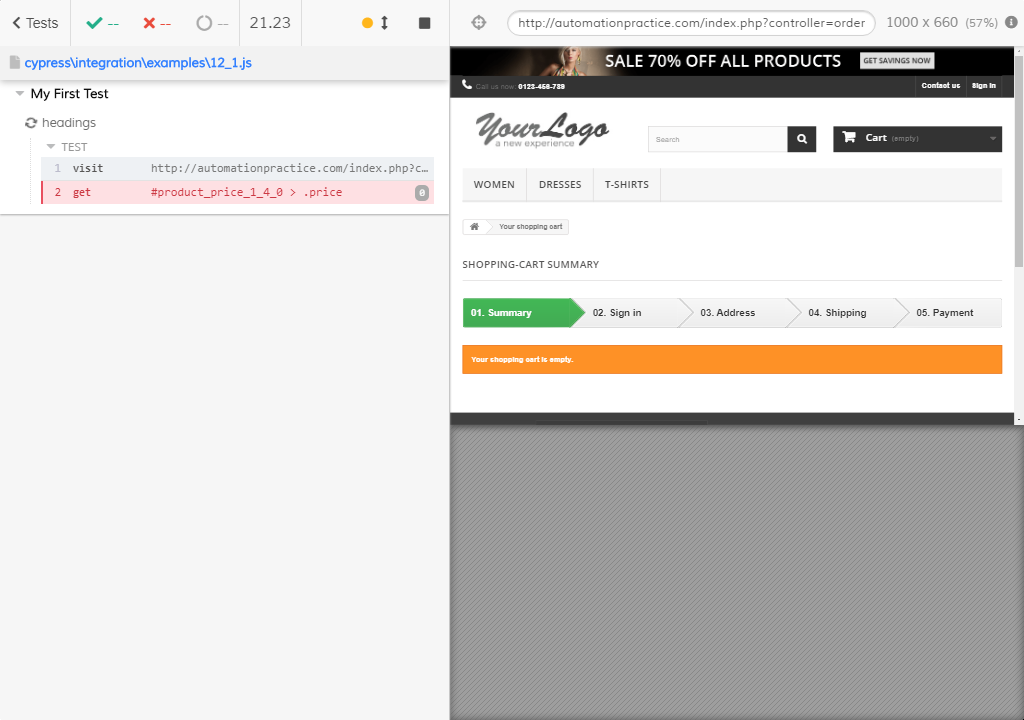 Tests
--
--
--
21.23
http://automationpractice.com/index.php?controller=order
1000 x 660 (57%)
cypress\integration\examples\12_1.js
My First Test
headings
TEST
1 visit http://automationpractice.com/index.php?c…
2 get #product_price_1_4_0 > .price 0
SALE 70% OFF ALL PRODUCTS GET SAVINGS NOW
Call us now: 0123-456-789 Contact us Sign in
YourLogo
a new experience
Search
Cart (empty)
WOMEN DRESSES T-SHIRTS
Your shopping cart
SHOPPING-CART SUMMARY
01. Summary 02. Sign in 03. Address 04. Shipping 05. Payment
Your shopping cart is empty.